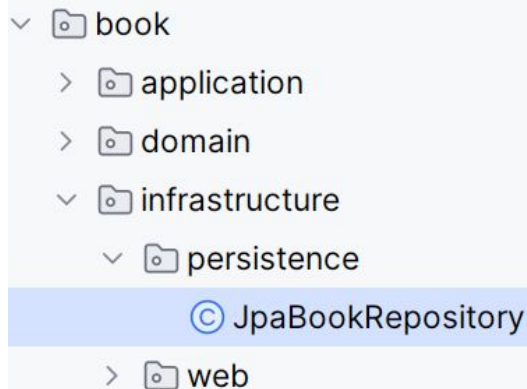 book
application
domain
infrastructure
persistence
JpaBookRepository
web